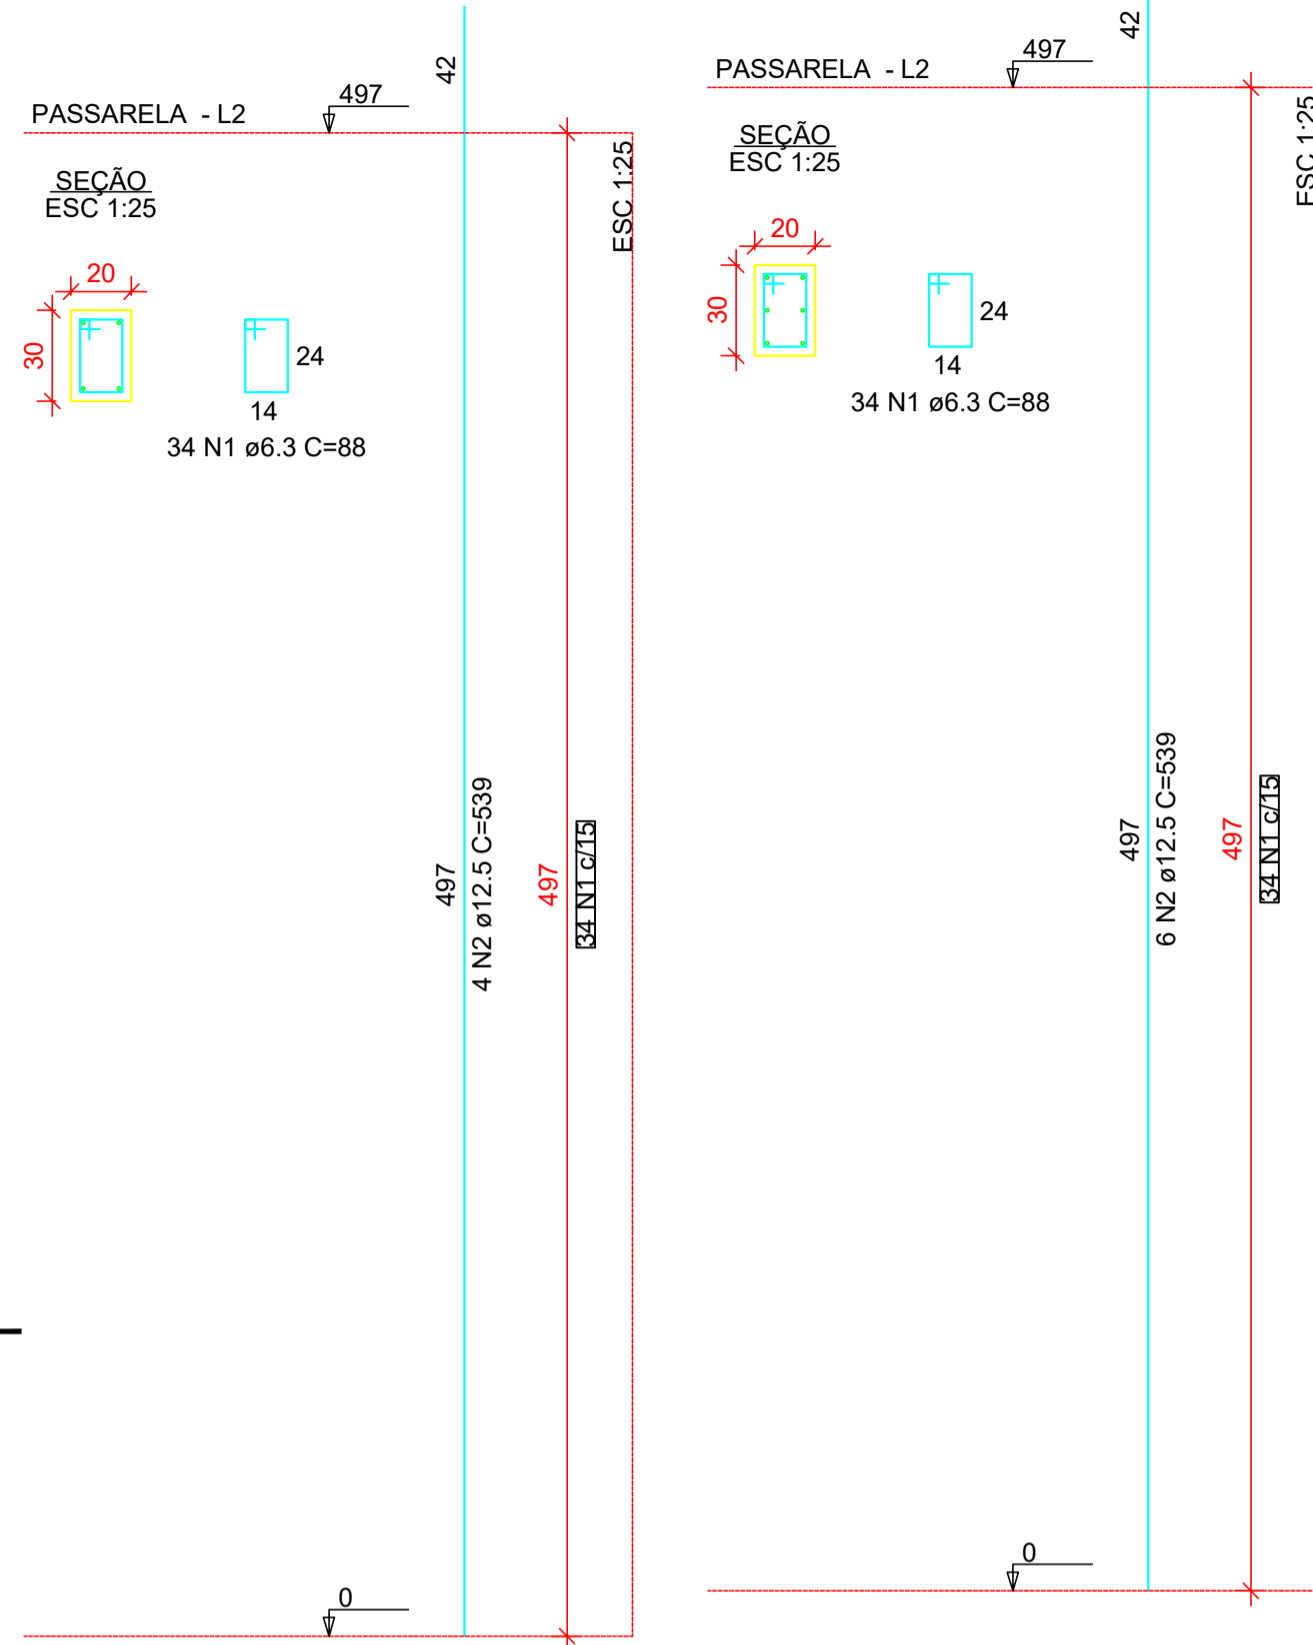 42
497
PASSARELA - L2
SEÇÃO
ESC 1:25
20
30
24
14
34 N1 ø6.3 C=88
497
4 N2 ø12.5 C=539
497
34 N1 c/15
ESC 1:25
0
42
497
PASSARELA - L2
SEÇÃO
ESC 1:25
20
30
24
14
34 N1 ø6.3 C=88
497
6 N2 ø12.5 C=539
497
34 N1 c/15
ESC 1:25
0